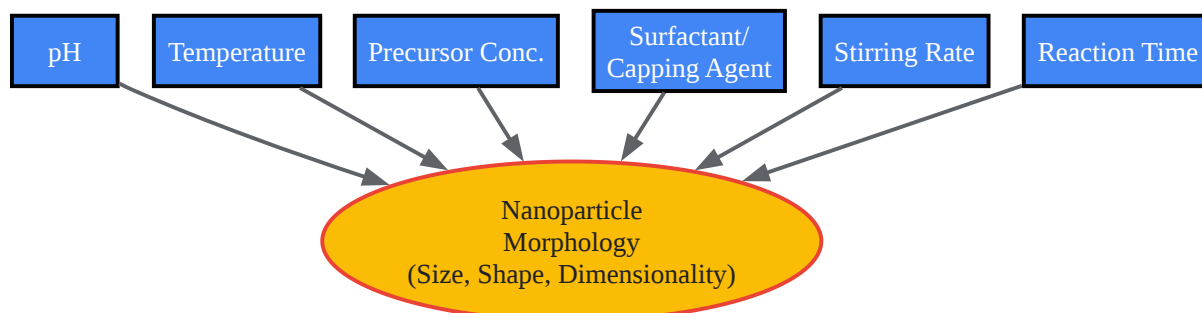 pH
Temperature
Precursor Conc.
Surfactant/
Capping Agent
Stirring Rate
Reaction Time
Nanoparticle
Morphology
(Size, Shape, Dimensionality)